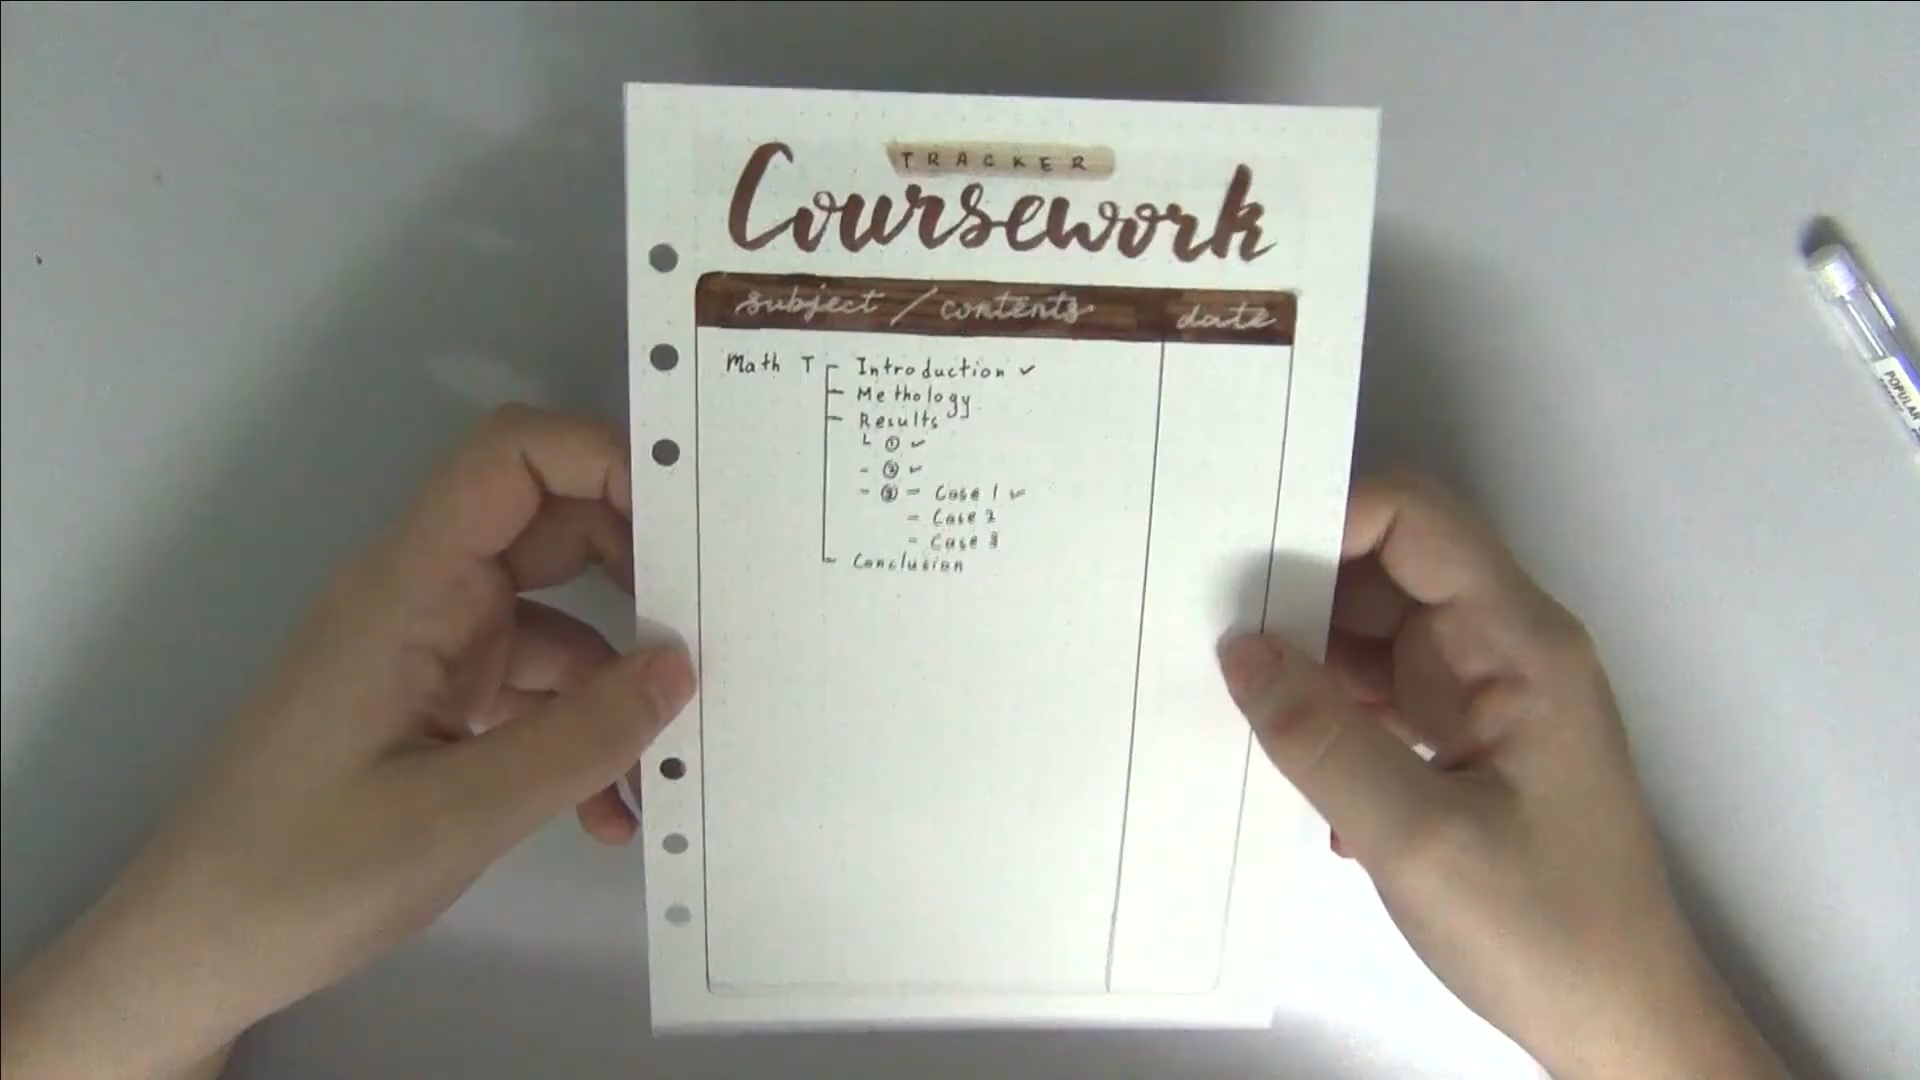 TRACKER
Coursework
subject / contents date
Math T Introduction ✓
Methology
Results
① ✓
② ✓
③ - Case 1 ✓
- Case 2
- Case 3
Conclusion
POPULAR